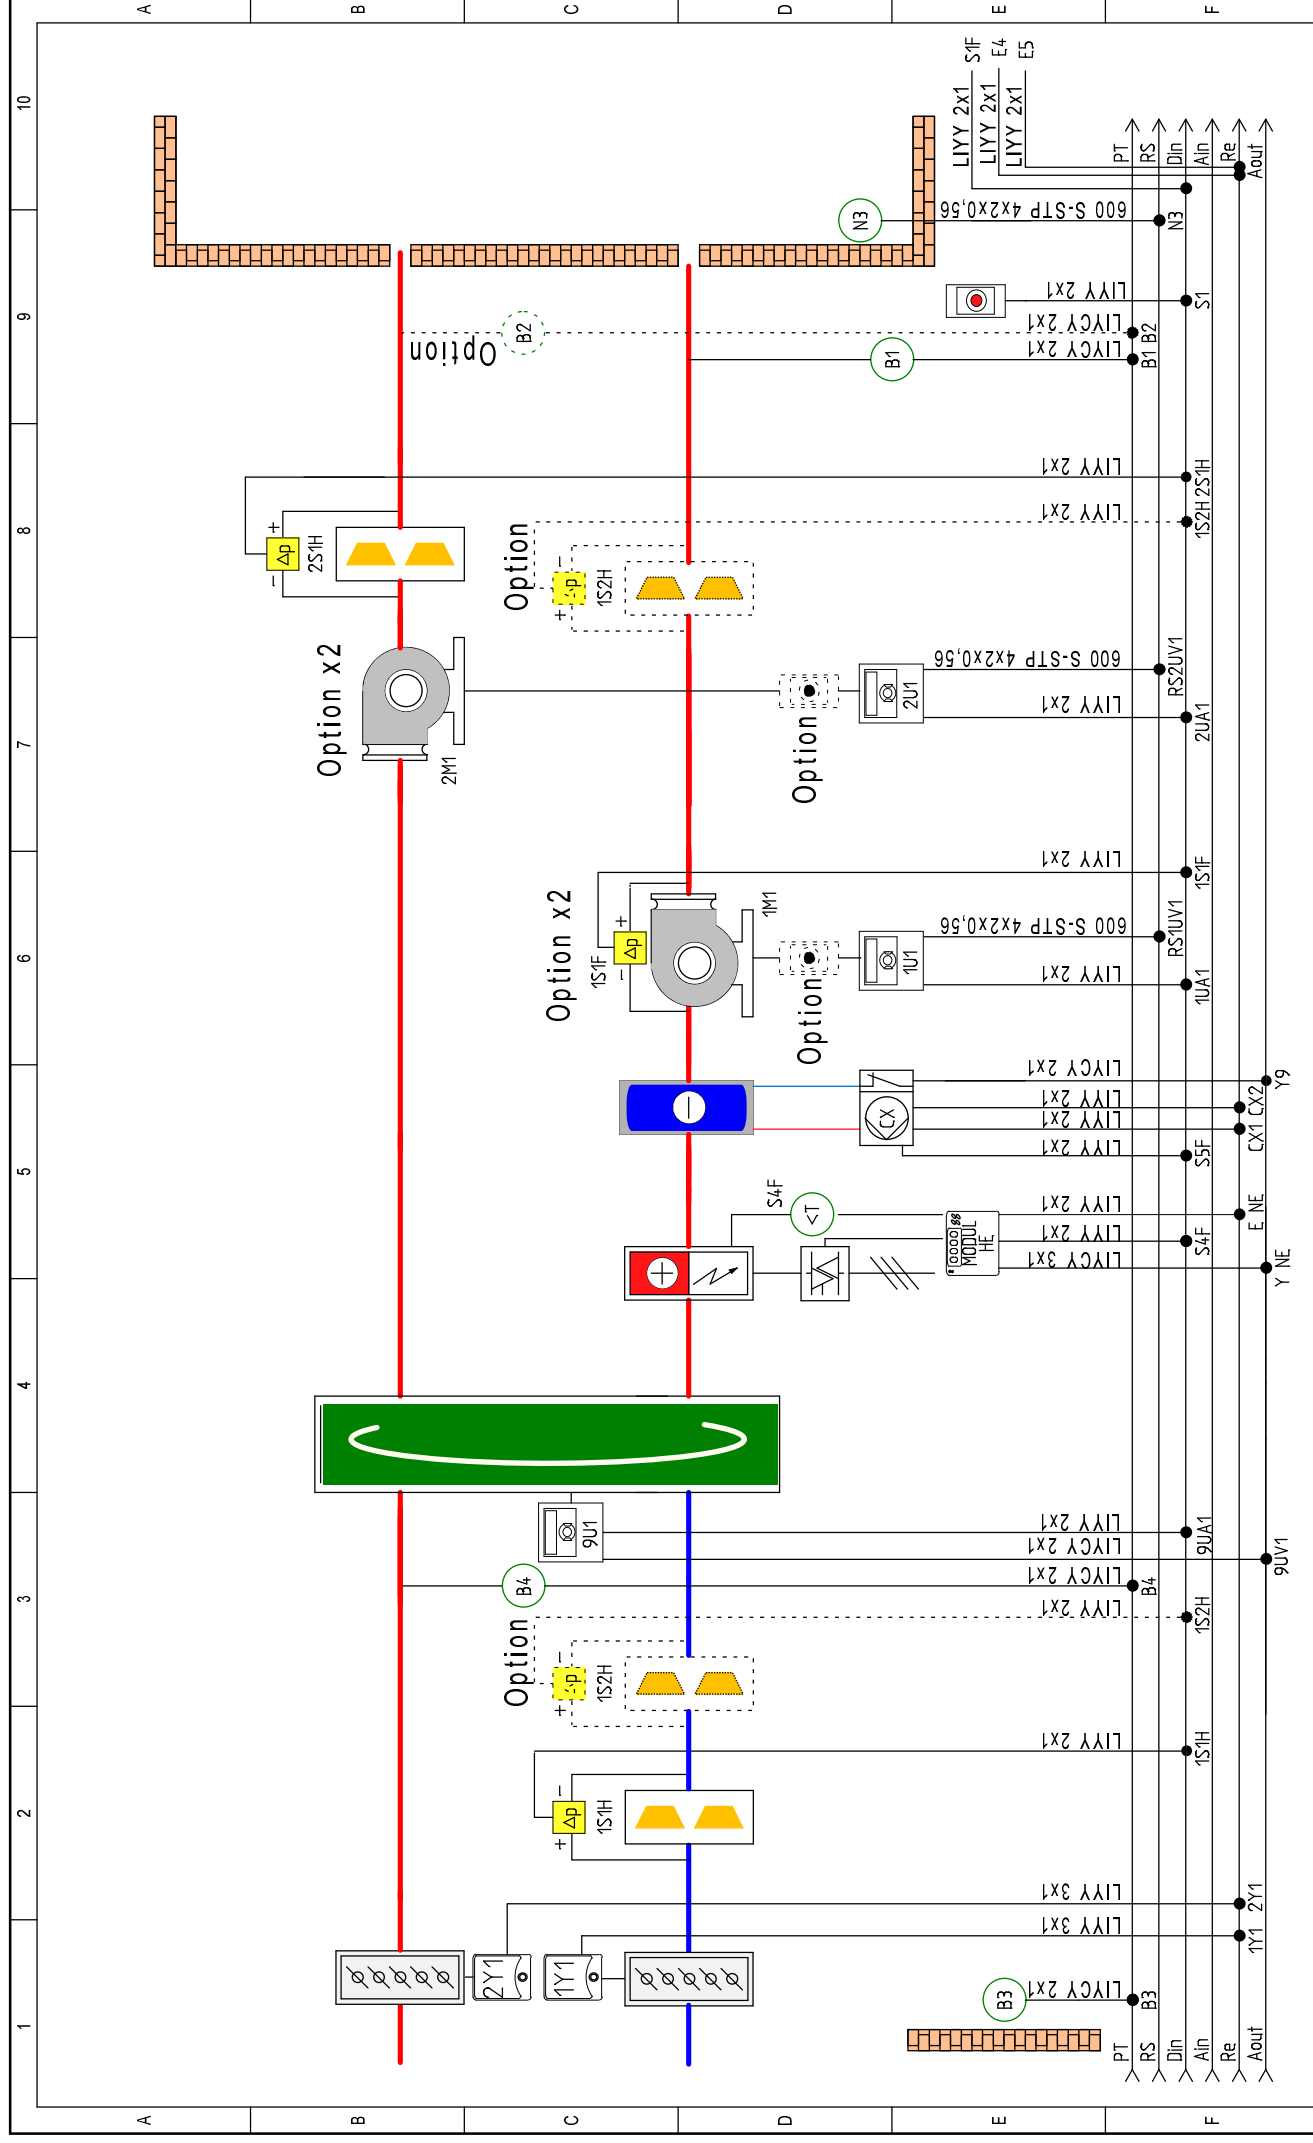 A
B
C
D
E
F
1
2
3
4
5
6
7
8
9
10
A
B
C
D
E
F
2Y1
1Y1
B3
LIYCY 2x1
B3
LIYY 3x1
1Y1
LIYY 3x1
2Y1
+
Δp
-
1S1H
LIYY 2x1
1S1H
Option
+
-
1S2H
LIYY 2x1
1S2H
B4
LIYCY 2x1
B4
9U1
LIYCY 2x1
9UV1
LIYY 2x1
9UA1
S4F
<T
MODUL
HE
LIYCY 3x1
Y NE
LIYY 2x1
S4F
LIYY 2x1
E NE
CX
LIYY 2x1
S5F
LIYY 2x1
CX1
LIYY 2x1
CX2
LIYCY 2x1
Y9
Option x2
-
Δp
+
1S1F
1M1
Option
1U1
LIYY 2x1
1UA1
600 S-STP 4x2x0,56
RS1UV1
LIYY 2x1
1S1F
Option x2
2M1
Option
2U1
LIYY 2x1
2UA1
600 S-STP 4x2x0,56
RS2UV1
-
Δp
+
2S1H
Option
+
-
1S2H
LIYY 2x1
1S2H
LIYY 2x1
2S1H
Option
B2
B1
LIYCY 2x1
B1
LIYCY 2x1
B2
LIYY 2x1
S1
N3
600 S-STP 4x2x0,56
N3
LIYY 2x1 S1F
LIYY 2x1 E4
LIYY 2x1 E5
PT
RS
Din
Ain
Re
Aout
PT
RS
Din
Ain
Re
Aout